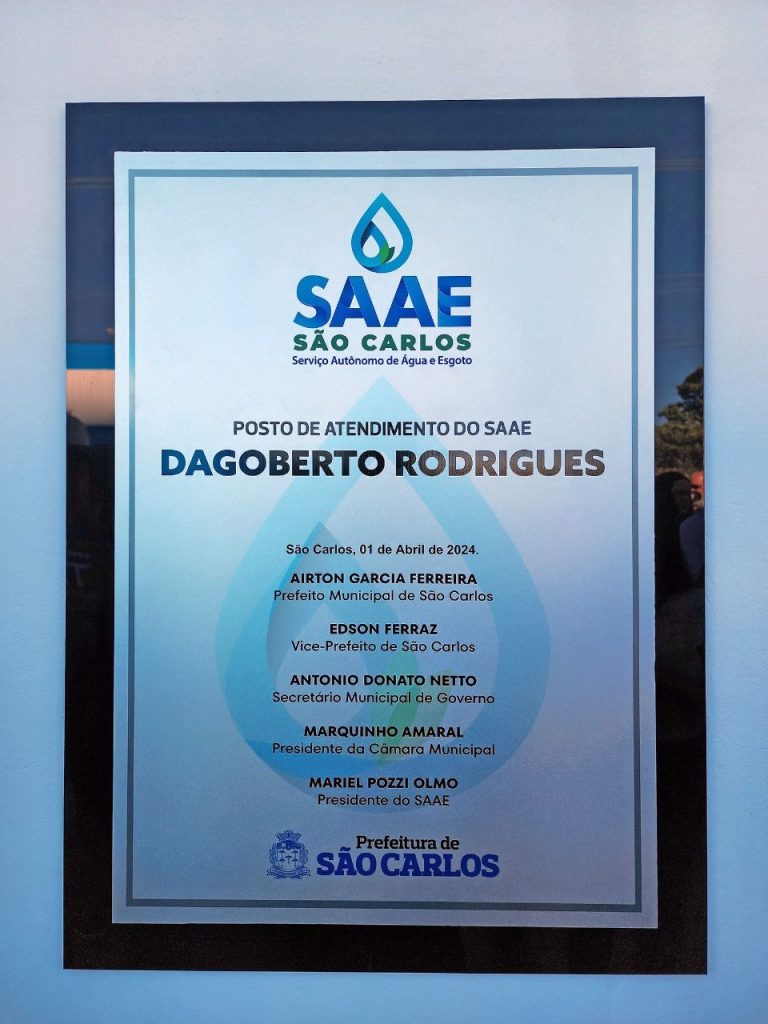 SAAE
SÃO CARLOS
Serviço Autônomo de Água e Esgoto
POSTO DE ATENDIMENTO DO SAAE
DAGOBERTO RODRIGUES
São Carlos, 01 de Abril de 2024.
AIRTON GARCIA FERREIRA
Prefeito Municipal de São Carlos
EDSON FERRAZ
Vice-Prefeito de São Carlos
ANTONIO DONATO NETTO
Secretário Municipal de Governo
MARQUINHO AMARAL
Presidente da Câmara Municipal
MARIEL POZZI OLMO
Presidente do SAAE
Prefeitura de
SÃO CARLOS